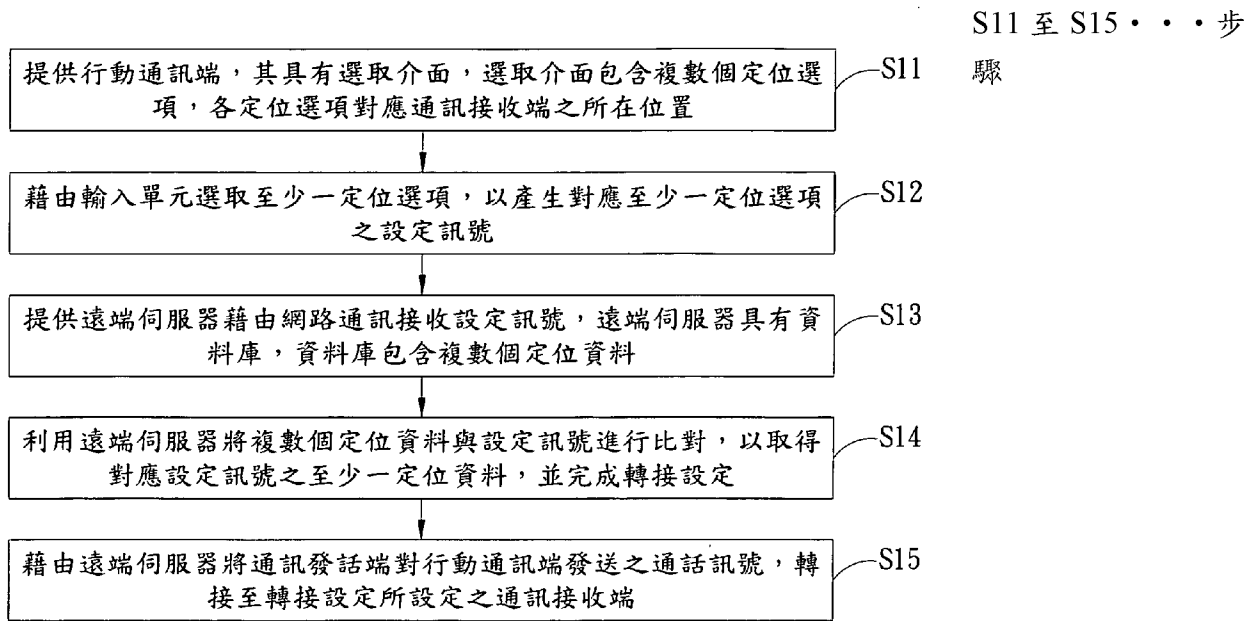 S11 至 S15・・・步
驟
提供行動通訊端，其具有選取介面，選取介面包含複數個定位選
項，各定位選項對應通訊接收端之所在位置
S11
藉由輸入單元選取至少一定位選項，以產生對應至少一定位選項
之設定訊號
S12
提供遠端伺服器藉由網路通訊接收設定訊號，遠端伺服器具有資
料庫，資料庫包含複數個定位資料
S13
利用遠端伺服器將複數個定位資料與設定訊號進行比對，以取得
對應設定訊號之至少一定位資料，並完成轉接設定
S14
藉由遠端伺服器將通訊發話端對行動通訊端發送之通話訊號，轉
接至轉接設定所設定之通訊接收端
S15